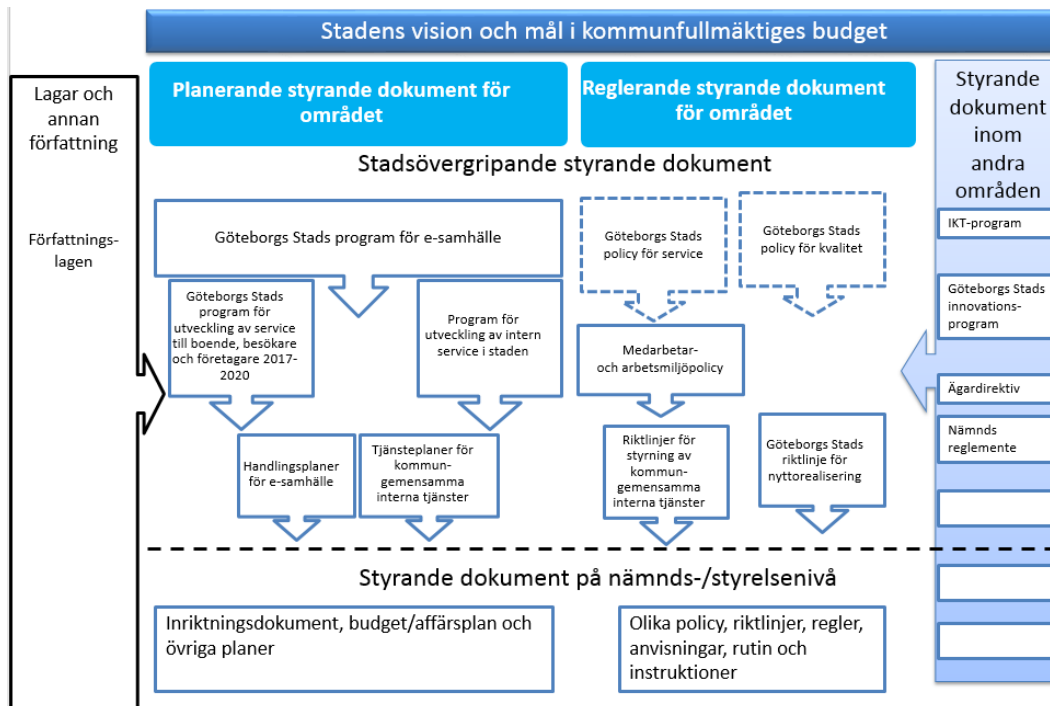 Stadens vision och mål i kommunfullmäktiges budget
Lagar och
annan
författning
Författnings-
lagen
Planerande styrande dokument för
området
Reglerande styrande dokument
för området
Stadsövergripande styrande dokument
Göteborgs Stads program för e-samhälle
Göteborgs Stads
policy för service
Göteborgs Stads
policy för kvalitet
Göteborgs Stads
program för
utveckling av service
till boende, besökare
och företagare 2017-
2020
Program för
utveckling av intern
service i staden
Medarbetar-
och arbetsmiljöpolicy
Handlingsplaner
för e-samhälle
Tjänsteplaner för
kommun-
gemensamma
interna tjänster
Riktlinjer för
styrning av
kommun-
gemensamma
interna tjänster
Göteborgs Stads
riktlinje för
nyttorealisering
Styrande
dokument
inom
andra
områden
IKT-program
Göteborgs Stads
innovations-
program
Ägardirektiv
Nämnds
reglemente
Styrande dokument på nämnds-/styrelsenivå
Inriktningsdokument, budget/affärsplan och
övriga planer
Olika policy, riktlinjer, regler,
anvisningar, rutin och
instruktioner